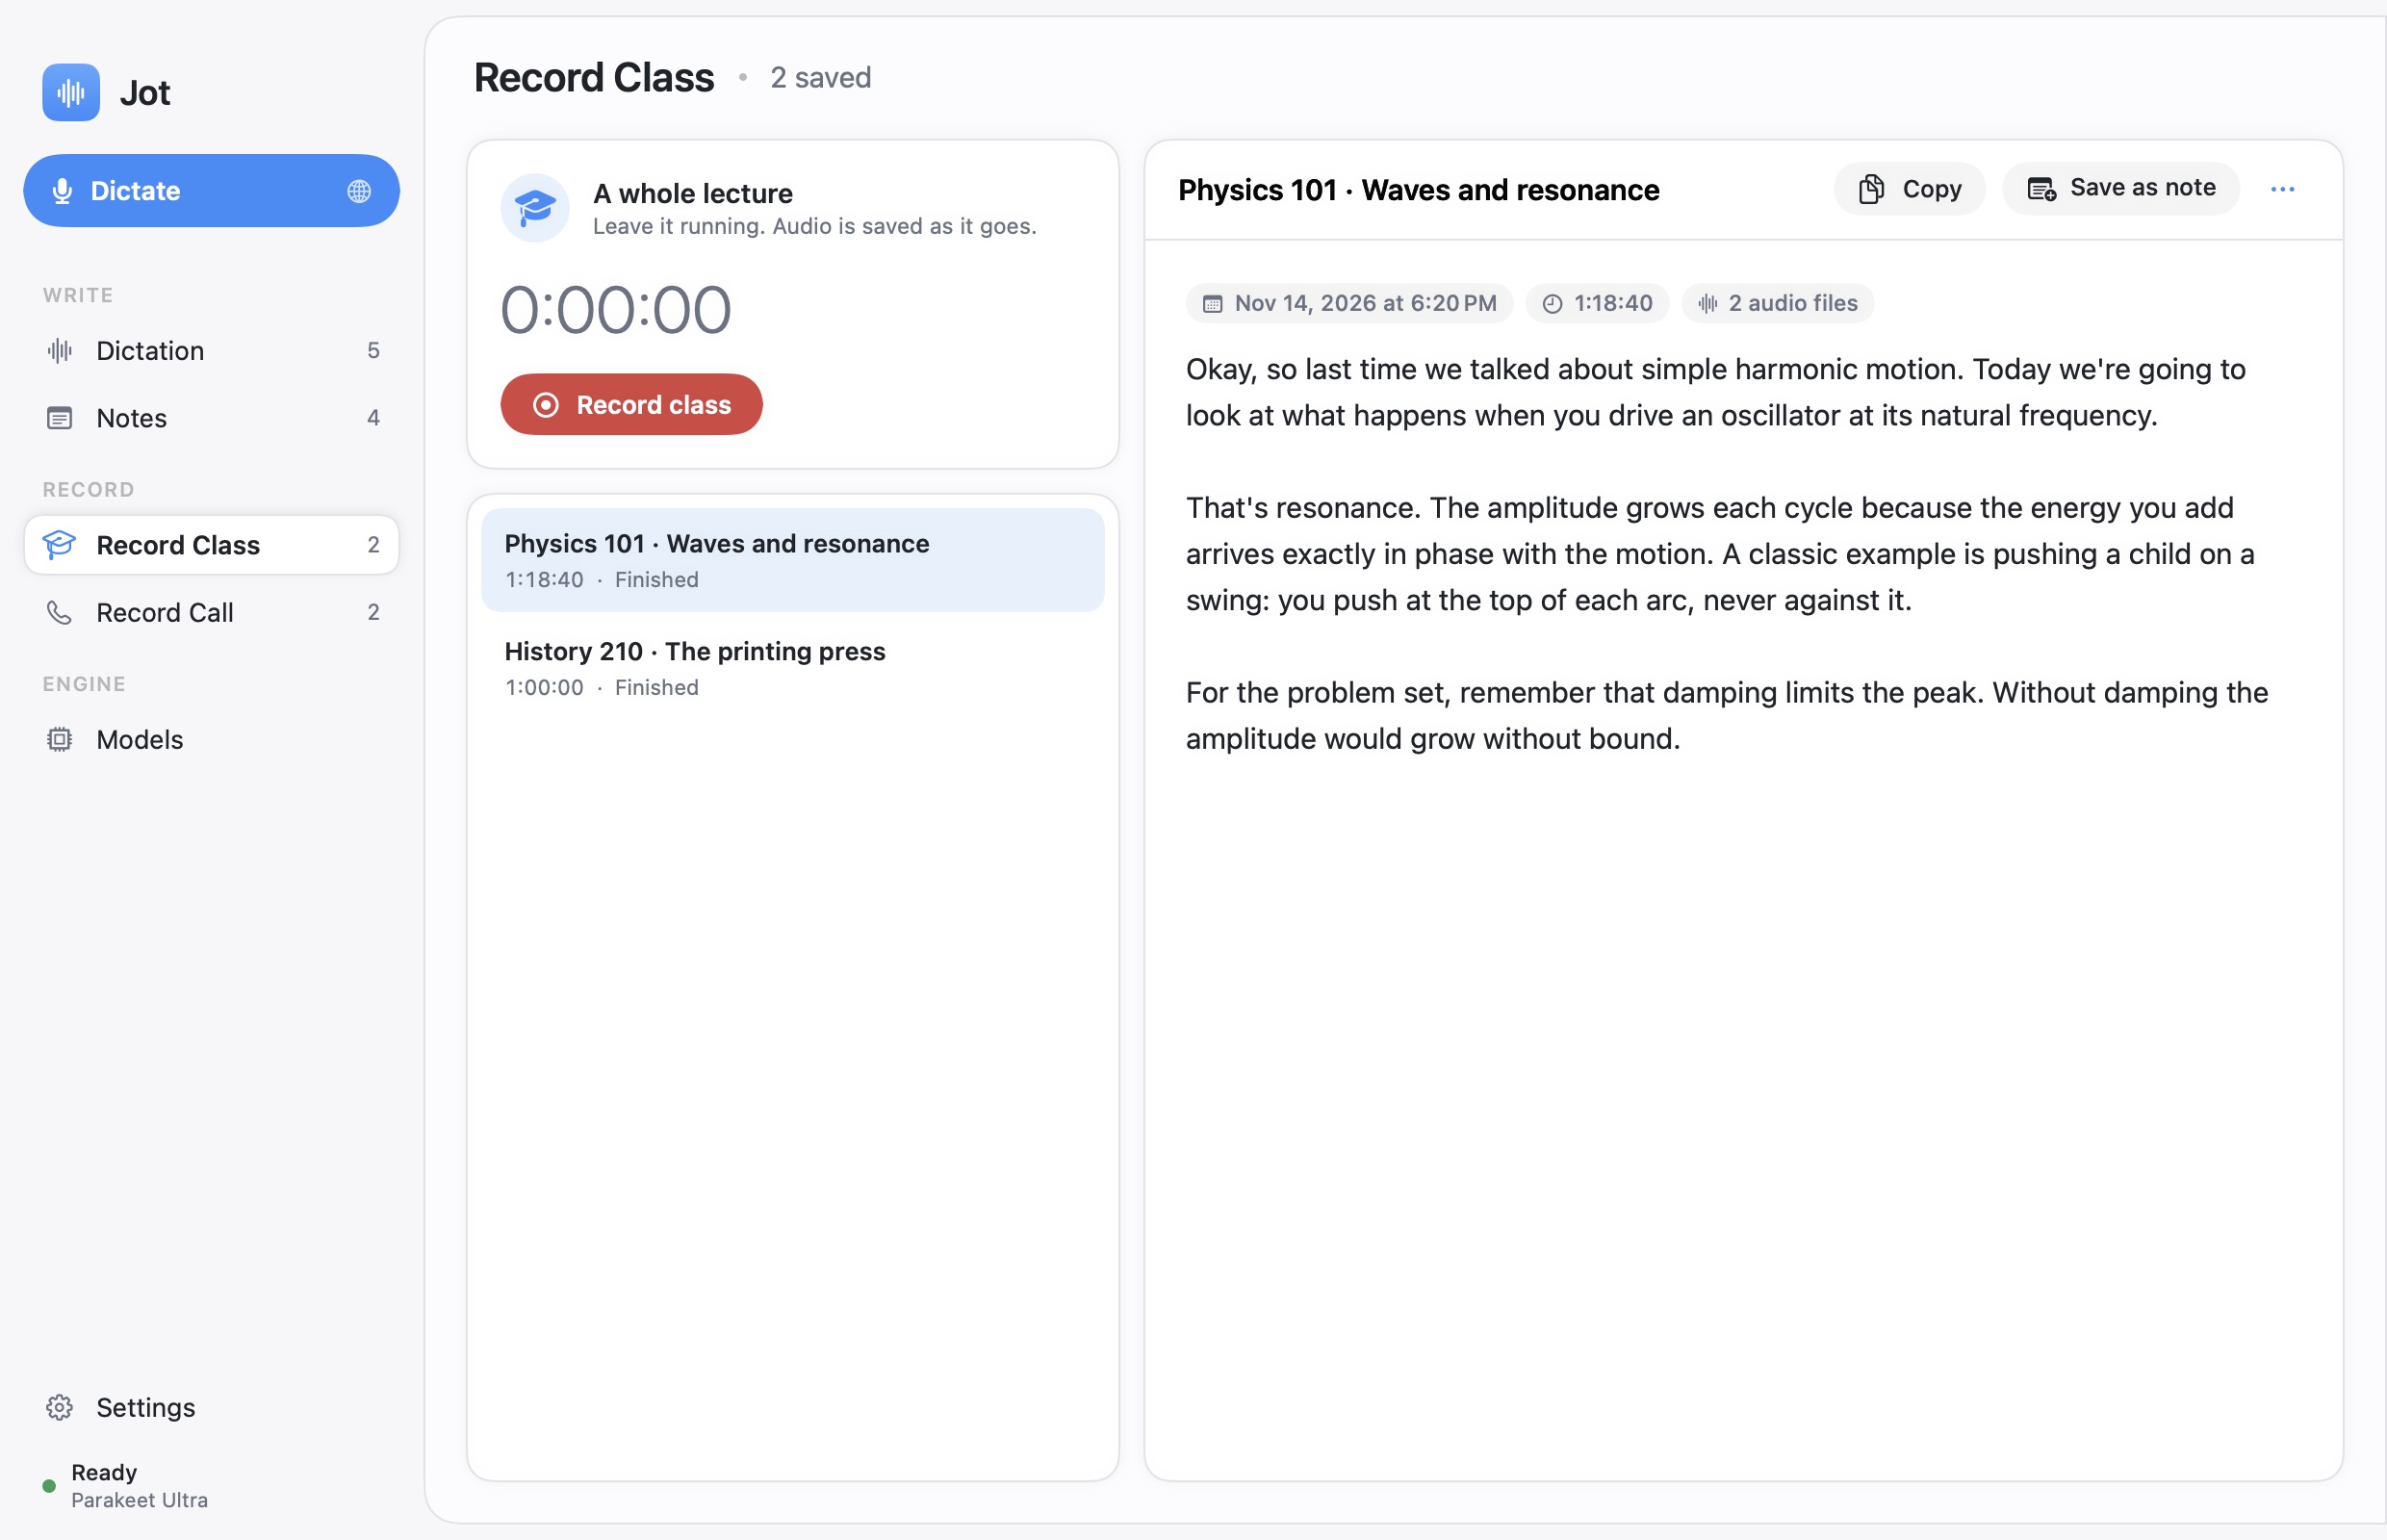 Jot
Dictate
WRITE
Dictation 5
Notes 4
RECORD
Record Class 2
Record Call 2
ENGINE
Models
Settings
Ready
Parakeet Ultra
Record Class • 2 saved
A whole lecture
Leave it running. Audio is saved as it goes.
0:00:00
Record class
Physics 101 · Waves and resonance
1:18:40 · Finished
History 210 · The printing press
1:00:00 · Finished
Physics 101 · Waves and resonance
Copy
Save as note
Nov 14, 2026 at 6:20 PM
1:18:40
2 audio files
Okay, so last time we talked about simple harmonic motion. Today we're going to
look at what happens when you drive an oscillator at its natural frequency.
That's resonance. The amplitude grows each cycle because the energy you add
arrives exactly in phase with the motion. A classic example is pushing a child on a
swing: you push at the top of each arc, never against it.
For the problem set, remember that damping limits the peak. Without damping the
amplitude would grow without bound.